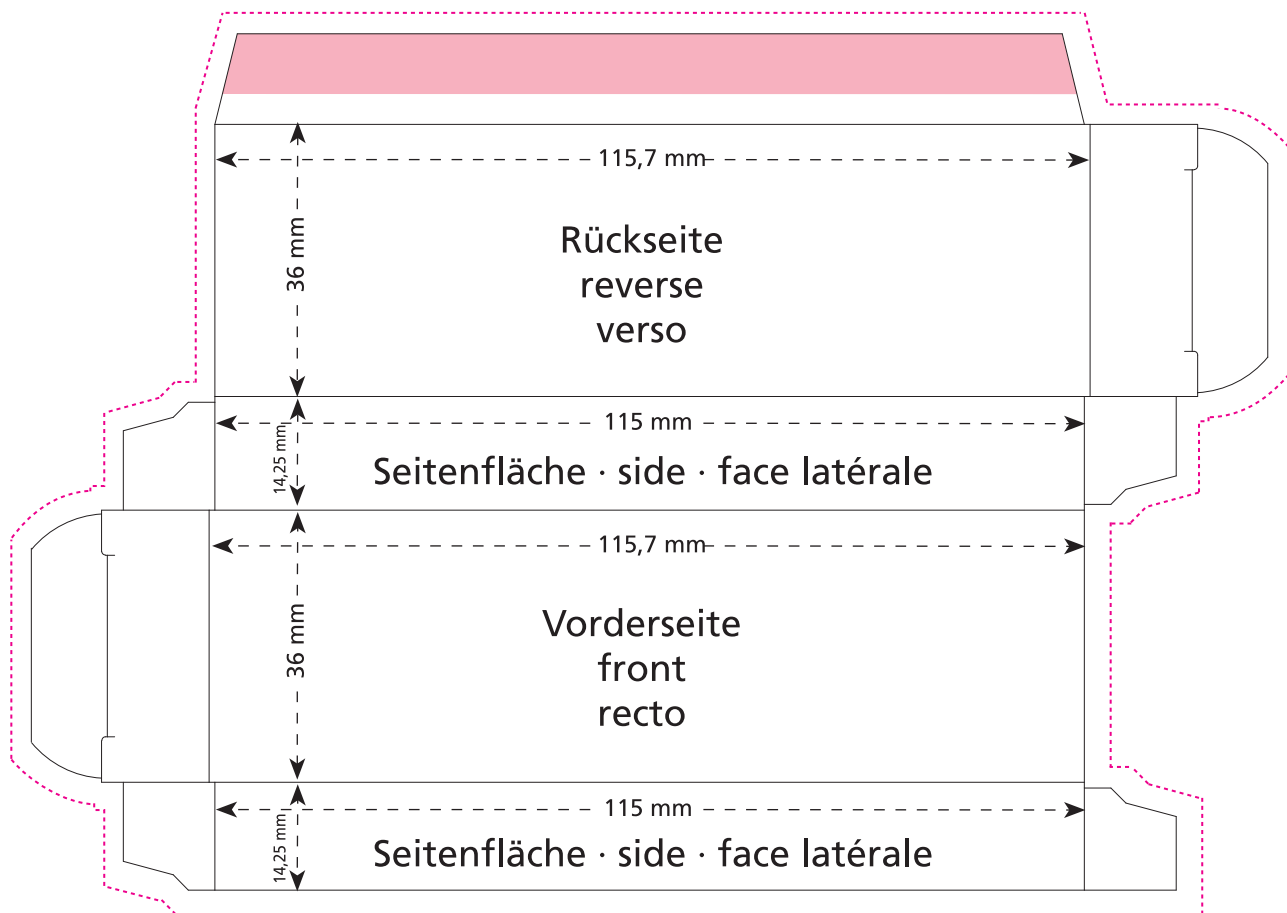 115,7 mm
36 mm
Rückseite
reverse
verso
115 mm
14,25 mm
Seitenfläche · side · face latérale
115,7 mm
36 mm
Vorderseite
front
recto
115 mm
14,25 mm
Seitenfläche · side · face latérale